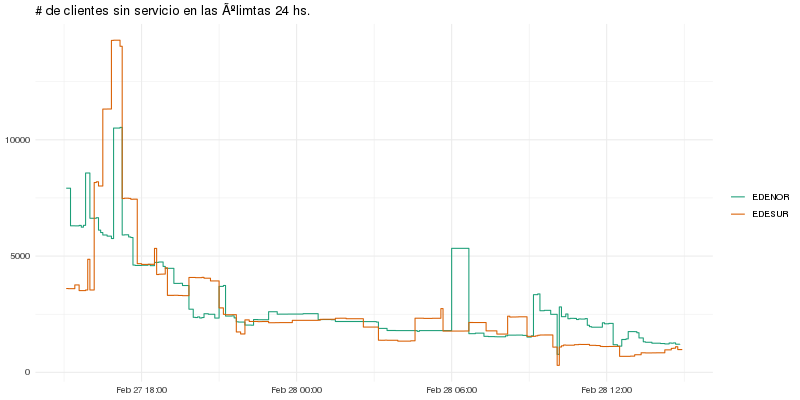 # de clientes sin servicio en las Ãºlimtas 24 hs.
10000
5000
0
Feb 27 18:00
Feb 28 00:00
Feb 28 06:00
Feb 28 12:00
EDENOR
EDESUR